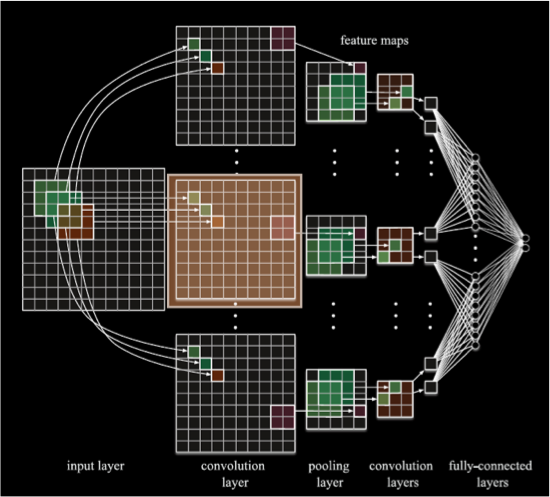 feature maps
input layer
convolution
layer
pooling
layer
convolution
layers
fully-connected
layers